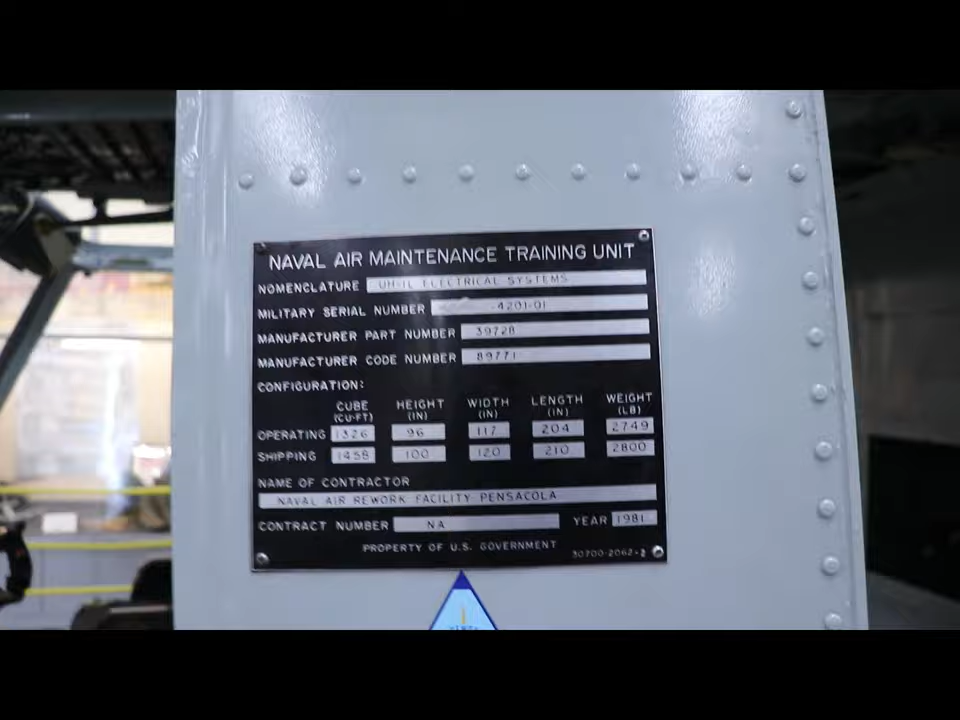 NAVAL AIR MAINTENANCE TRAINING UNIT
NOMENCLATURE UH-1L ELECTRICAL SYSTEMS
MILITARY SERIAL NUMBER -4201-01
MANUFACTURER PART NUMBER 39728
MANUFACTURER CODE NUMBER 89771
CONFIGURATION:
CUBE HEIGHT WIDTH LENGTH WEIGHT
(CU-FT) (IN) (IN) (IN) (LB)
OPERATING 1326 96 117 204 2749
SHIPPING 1458 100 120 210 2800
NAME OF CONTRACTOR
NAVAL AIR REWORK FACILITY PENSACOLA
CONTRACT NUMBER NA YEAR 1981
PROPERTY OF U.S. GOVERNMENT 30700-2062-2